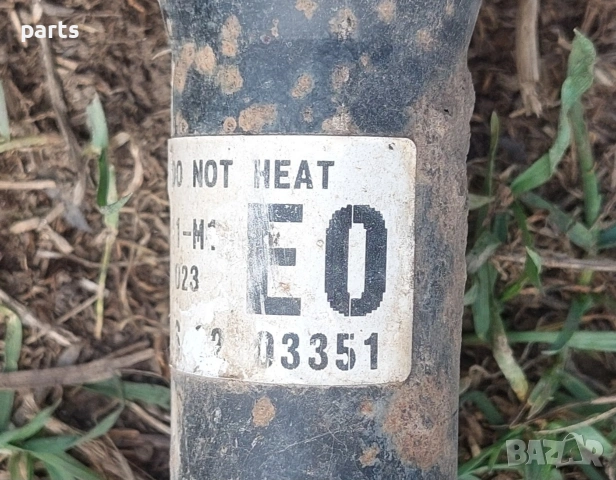 parts
DO NOT HEAT
E0
023
03351
bazar